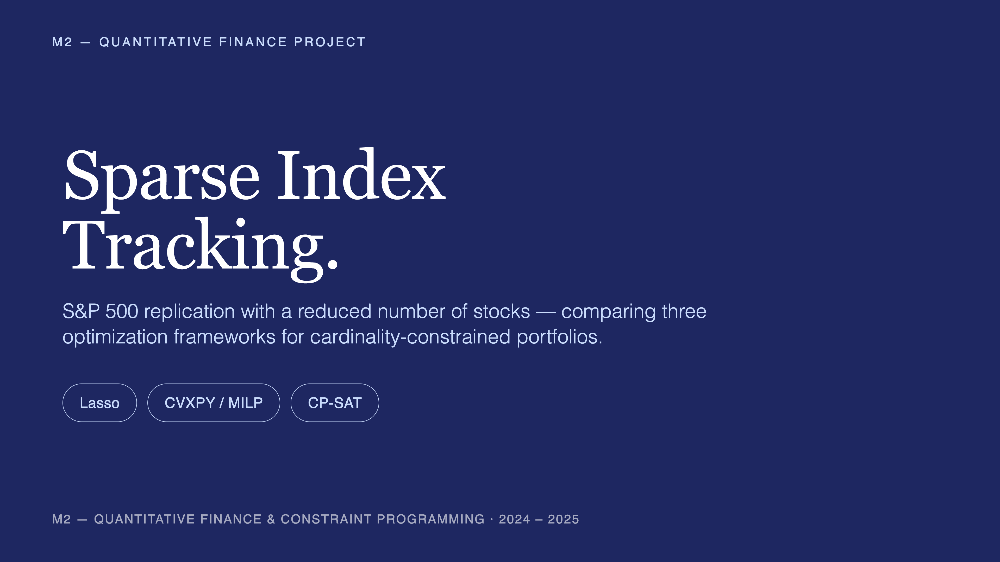 M2 — QUANTITATIVE FINANCE PROJECT
Sparse Index
Tracking.
S&P 500 replication with a reduced number of stocks — comparing three
optimization frameworks for cardinality-constrained portfolios.
Lasso
CVXPY / MILP
CP-SAT
M2 — QUANTITATIVE FINANCE & CONSTRAINT PROGRAMMING · 2024 – 2025